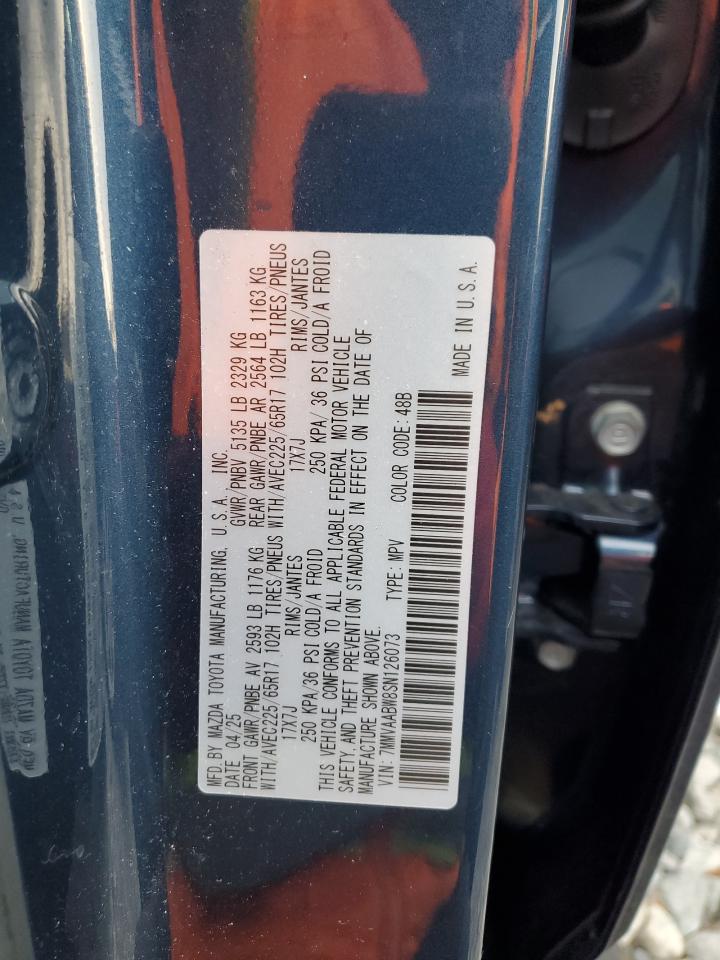 MFD.BY MAZDA TOYOTA MANUFACTURING, U.S.A., INC.
DATE 04/25 GVWR/PNBV 5135 LB 2329 KG
FRONT GAWR/PNBE AV 2593 LB 1176 KG REAR GAWR/PNBE AR 2564 LB 1163 KG
WITH/AVEC225/65R17 102H TIRES/PNEUS WITH/AVEC225/65R17 102H TIRES/PNEUS
17X7J RIMS/JANTES 17X7J RIMS/JANTES
250 KPA/36 PSI COLD/A FROID 250 KPA/ 36 PSI COLD/A FROID
THIS VEHICLE CONFORMS TO ALL APPLICABLE FEDERAL MOTOR VEHICLE
SAFETY,AND THEFT PREVENTION STANDARDS IN EFFECT ON THE DATE OF
MANUFACTURE SHOWN ABOVE.
VIN: 7MMVAABW8SN126073 TYPE: MPV COLOR CODE: 48B
MADE IN U.S.A.